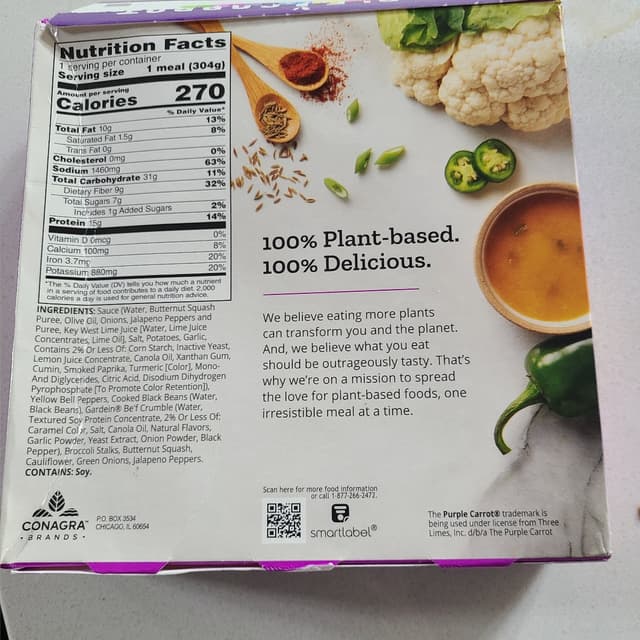 Nutrition Facts
1 serving per container
Serving size 1 meal (304g)
Amount per serving
Calories 270
% Daily Value*
Total Fat 10g 13%
Saturated Fat 1.5g 8%
Trans Fat 0g
Cholesterol 0mg 0%
Sodium 1460mg 63%
Total Carbohydrate 31g 11%
Dietary Fiber 9g 32%
Total Sugars 7g
Includes 1g Added Sugars 2%
Protein 15g 14%
Vitamin D 0mcg 0%
Calcium 100mg 8%
Iron 3.7mg 20%
Potassium 880mg 20%
*The % Daily Value (DV) tells you how much a nutrient
in a serving of food contributes to a daily diet. 2,000
calories a day is used for general nutrition advice.
INGREDIENTS: Sauce (Water, Butternut Squash
Puree, Olive Oil, Onions, Jalapeno Peppers and
Puree, Key West Lime Juice [Water, Lime Juice
Concentrates, Lime Oil], Salt, Potatoes, Garlic,
Contains 2% Or Less Of: Corn Starch, Inactive Yeast,
Lemon Juice Concentrate, Canola Oil, Xanthan Gum,
Cumin, Smoked Paprika, Turmeric [Color], Mono-
And Diglycerides, Citric Acid, Disodium Dihydrogen
Pyrophosphate [To Promote Color Retention]),
Yellow Bell Peppers, Cooked Black Beans (Water,
Black Beans), Gardein® Be'f Crumble (Water,
Textured Soy Protein Concentrate, 2% Or Less Of:
Caramel Color, Salt, Canola Oil, Natural Flavors,
Garlic Powder, Yeast Extract, Onion Powder, Black
Pepper), Broccoli Stalks, Butternut Squash,
Cauliflower, Green Onions, Jalapeno Peppers.
CONTAINS: Soy.
100% Plant-based.
100% Delicious.
We believe eating more plants
can transform you and the planet.
And, we believe what you eat
should be outrageously tasty. That's
why we're on a mission to spread
the love for plant-based foods, one
irresistible meal at a time.
CONAGRA™
BRANDS
P.O. BOX 3534
CHICAGO, IL 60654
Scan here for more food information
or call 1-877-266-2472.
smartlabel®
The Purple Carrot® trademark is
being used under license from Three
Limes, Inc. d/b/a The Purple Carrot